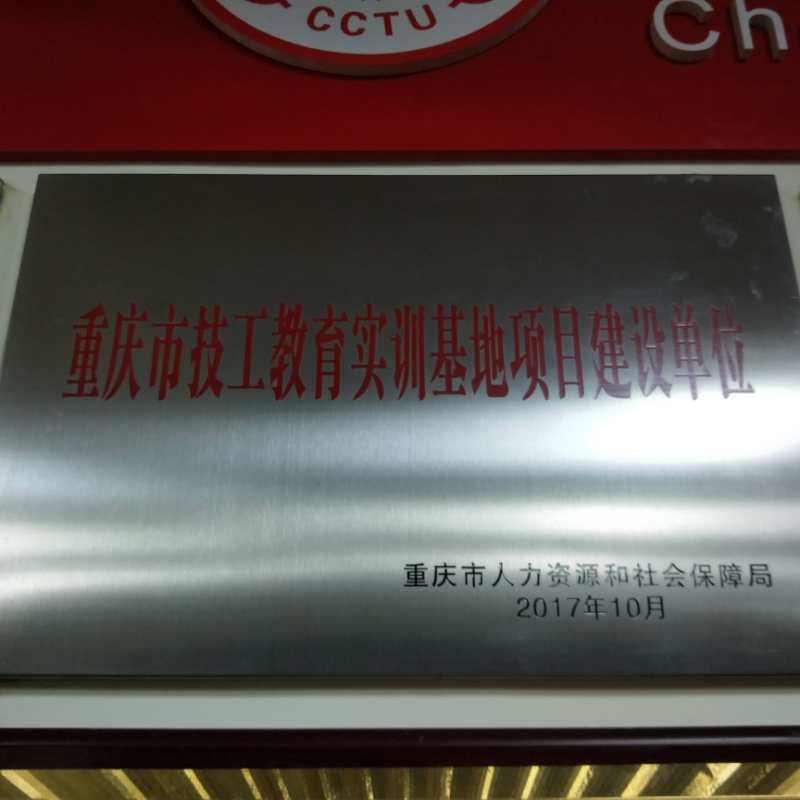 CCTU
Ch
重庆市技工教育实训基地项目建设单位
重庆市人力资源和社会保障局
2017年10月